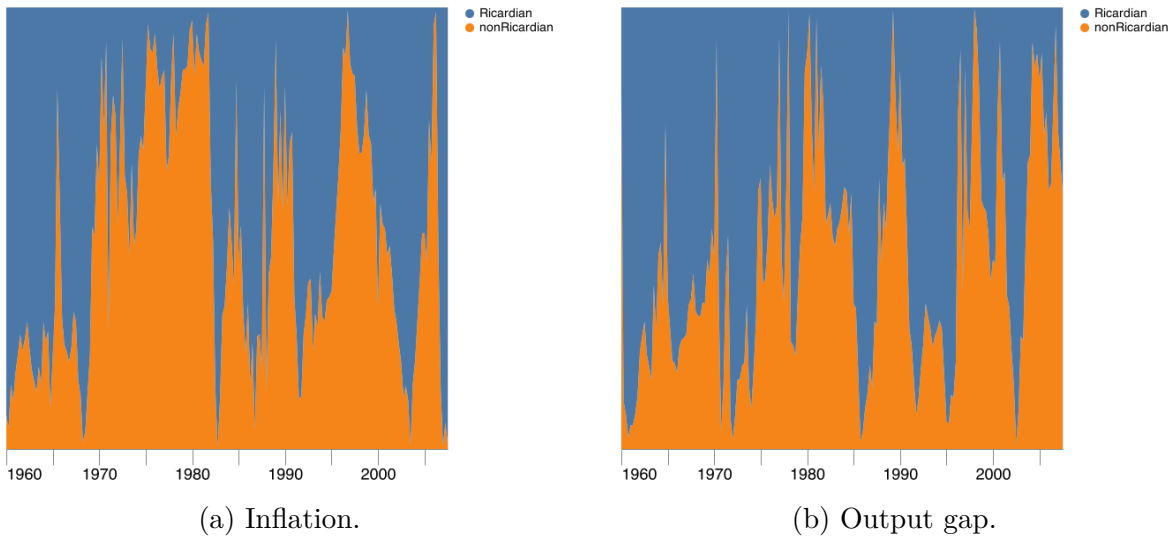 Ricardian
nonRicardian
1960 1970 1980 1990 2000
(a) Inflation.
Ricardian
nonRicardian
1960 1970 1980 1990 2000
(b) Output gap.